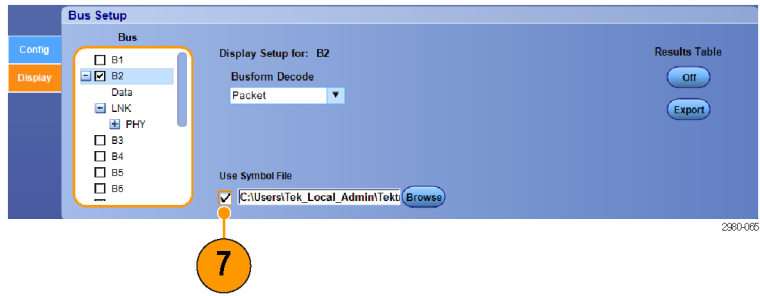 Bus Setup
Config
Display
Bus
B1
B2
Data
LNK
PHY
B3
B4
B5
B6
Display Setup for: B2
Busform Decode
Packet
Use Symbol File
C:\Users\Tek_Local_Admin\Tektr
Browse
Results Table
Off
Export
7
2980-065